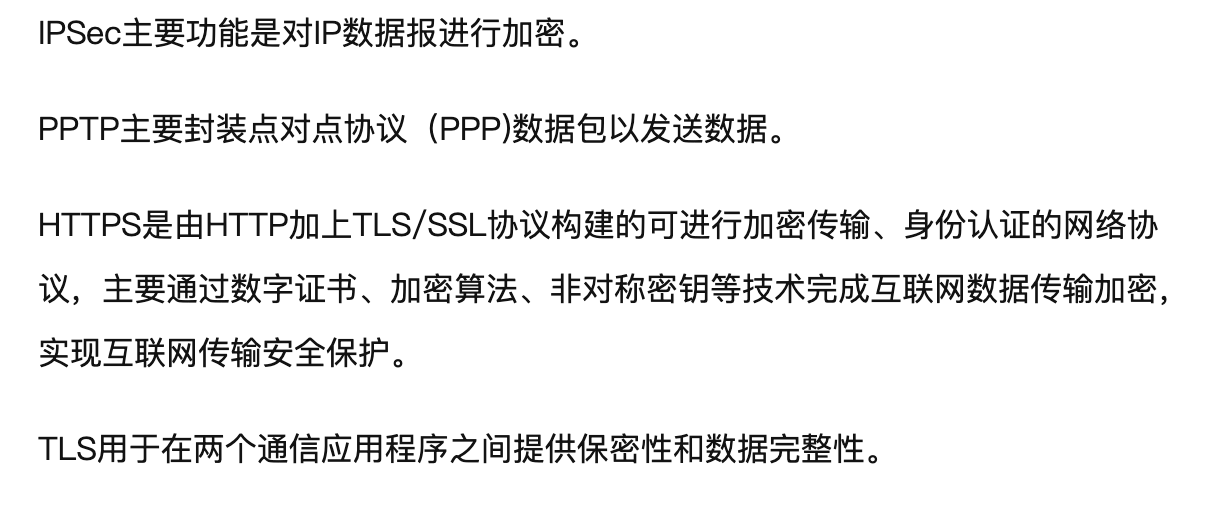 IPSec主要功能是对IP数据报进行加密。
PPTP主要封装点对点协议（PPP)数据包以发送数据。
HTTPS是由HTTP加上TLS/SSL协议构建的可进行加密传输、身份认证的网络协
议，主要通过数字证书、加密算法、非对称密钥等技术完成互联网数据传输加密，
实现互联网传输安全保护。
TLS用于在两个通信应用程序之间提供保密性和数据完整性。